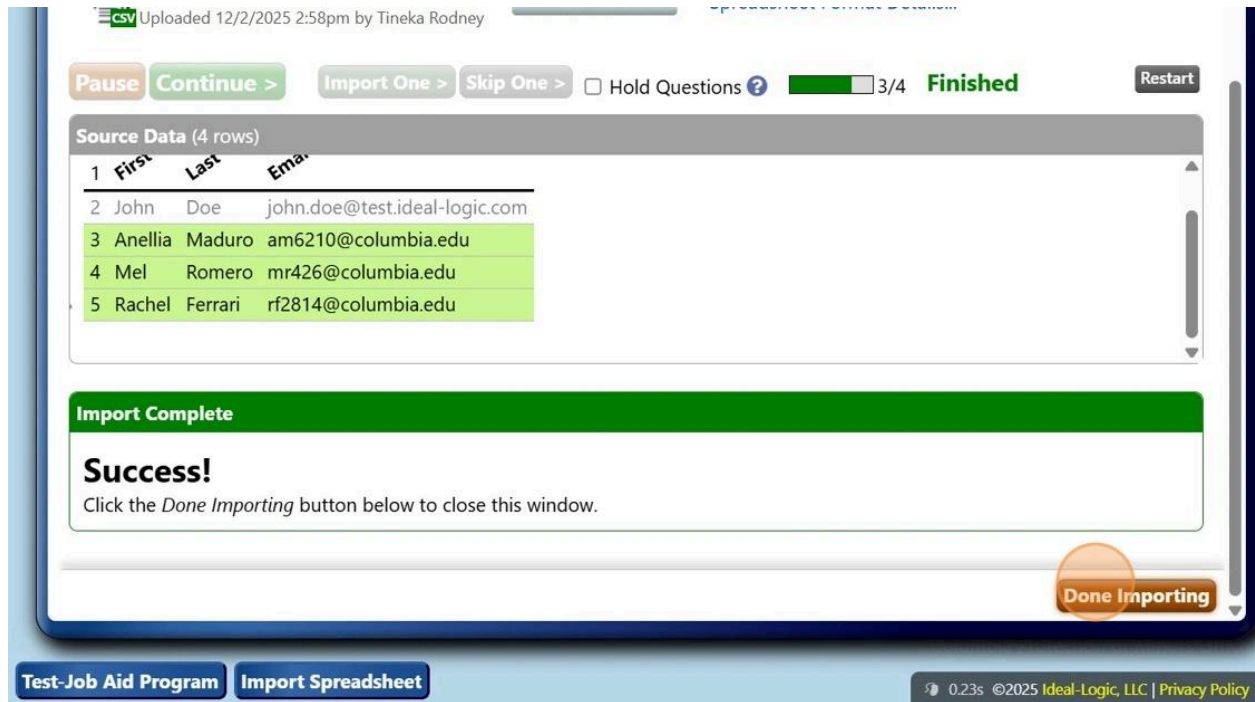 CSV Uploaded 12/2/2025 2:58pm by Tineka Rodney
Spreadsheet Format Details...
Pause Continue > Import One > Skip One > Hold Questions ? 3/4 Finished Restart
Source Data (4 rows)
1 First Last Email
2 John Doe john.doe@test.ideal-logic.com
3 Anellia Maduro am6210@columbia.edu
4 Mel Romero mr426@columbia.edu
5 Rachel Ferrari rf2814@columbia.edu
Import Complete
Success!
Click the Done Importing button below to close this window.
Done Importing
Test-Job Aid Program Import Spreadsheet
0.23s ©2025 Ideal-Logic, LLC | Privacy Policy